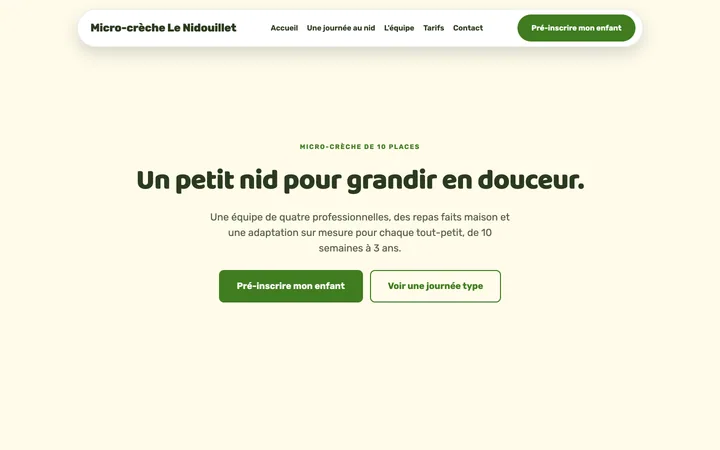 Micro-crèche Le Nidouillet
Accueil
Une journée au nid
L'équipe
Tarifs
Contact
Pré-inscrire mon enfant
MICRO-CRÈCHE DE 10 PLACES
Un petit nid pour grandir en douceur.
Une équipe de quatre professionnelles, des repas faits maison et
une adaptation sur mesure pour chaque tout-petit, de 10
semaines à 3 ans.
Pré-inscrire mon enfant
Voir une journée type